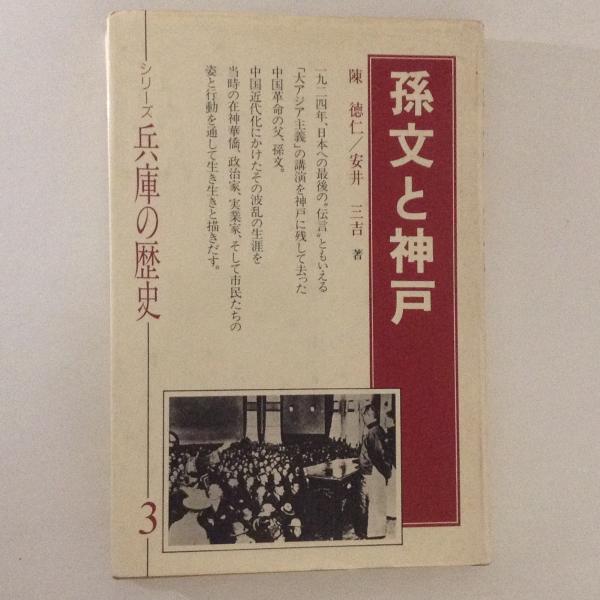 孫文と神戸
陳 徳仁/安井 三吉 著
一九二四年、日本への最後の“伝言”ともいえる
「大アジア主義」の講演を神戸に残して去った
中国革命の父、孫文。
中国近代化にかけたその波乱の生涯を
当時の在神華僑、政治家、実業家、そして市民たちの
姿と行動を通して生き生きと描きだす。
シリーズ 兵庫の歴史 3